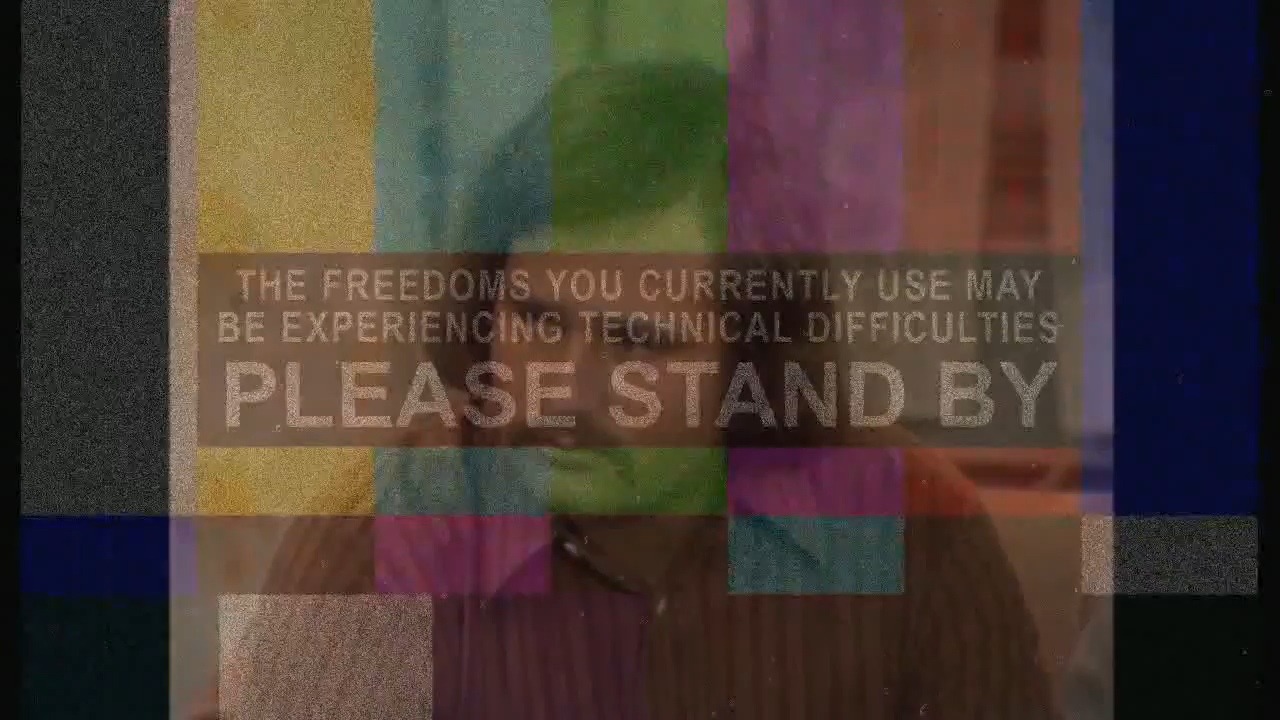 THE FREEDOMS YOU CURRENTLY USE MAY
BE EXPERIENCING TECHNICAL DIFFICULTIES
PLEASE STAND BY